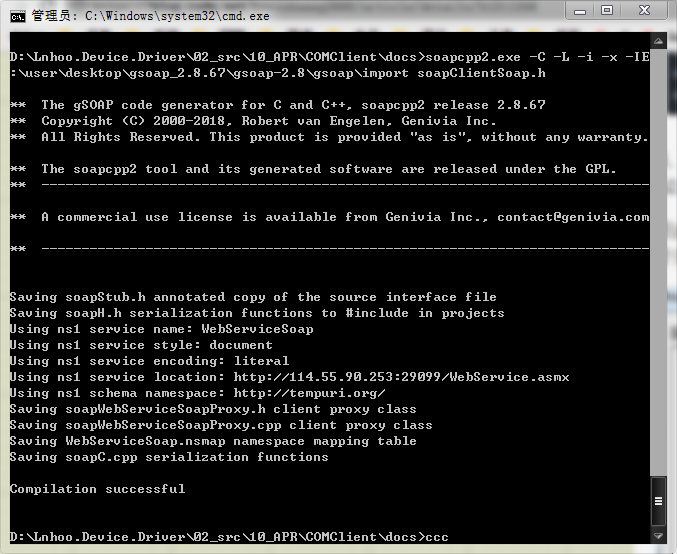 管理员: C:\Windows\system32\cmd.exe
D:\Lnhoo.Device.Driver\02_src\10_APR\COMClient\docs>soapcpp2.exe -C -L -i -x -IE
:\user\desktop\gsoap_2.8.67\gsoap-2.8\gsoap\import soapClientSoap.h
**  The gSOAP code generator for C and C++, soapcpp2 release 2.8.67
**  Copyright (C) 2000-2018, Robert van Engelen, Genivia Inc.
**  All Rights Reserved. This product is provided "as is", without any warranty.
**  The soapcpp2 tool and its generated software are released under the GPL.
**  ----------------------------------------------------------------------------
**  A commercial use license is available from Genivia Inc., contact@genivia.com
**  ----------------------------------------------------------------------------
Saving soapStub.h annotated copy of the source interface file
Saving soapH.h serialization functions to #include in projects
Using ns1 service name: WebServiceSoap
Using ns1 service style: document
Using ns1 service encoding: literal
Using ns1 service location: http://114.55.90.253:29099/WebService.asmx
Using ns1 schema namespace: http://tempuri.org/
Saving soapWebServiceSoapProxy.h client proxy class
Saving soapWebServiceSoapProxy.cpp client proxy class
Saving WebServiceSoap.nsmap namespace mapping table
Saving soapC.cpp serialization functions
Compilation successful
D:\Lnhoo.Device.Driver\02_src\10_APR\COMClient\docs>ccc